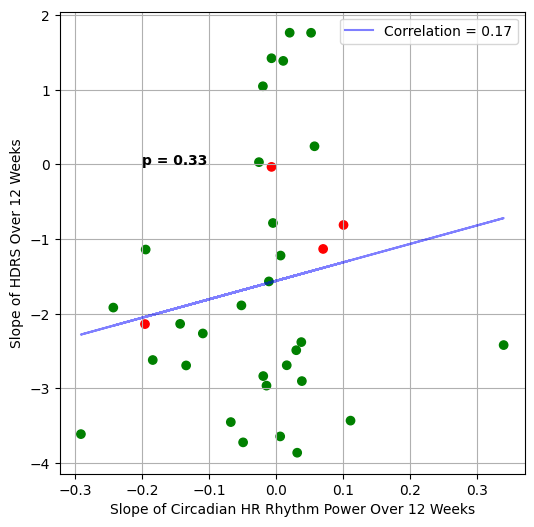 Correlation = 0.17
p = 0.33
Slope of HDRS Over 12 Weeks
2
1
0
−1
−2
−3
−4
−0.3 −0.2 −0.1 0.0 0.1 0.2 0.3
Slope of Circadian HR Rhythm Power Over 12 Weeks